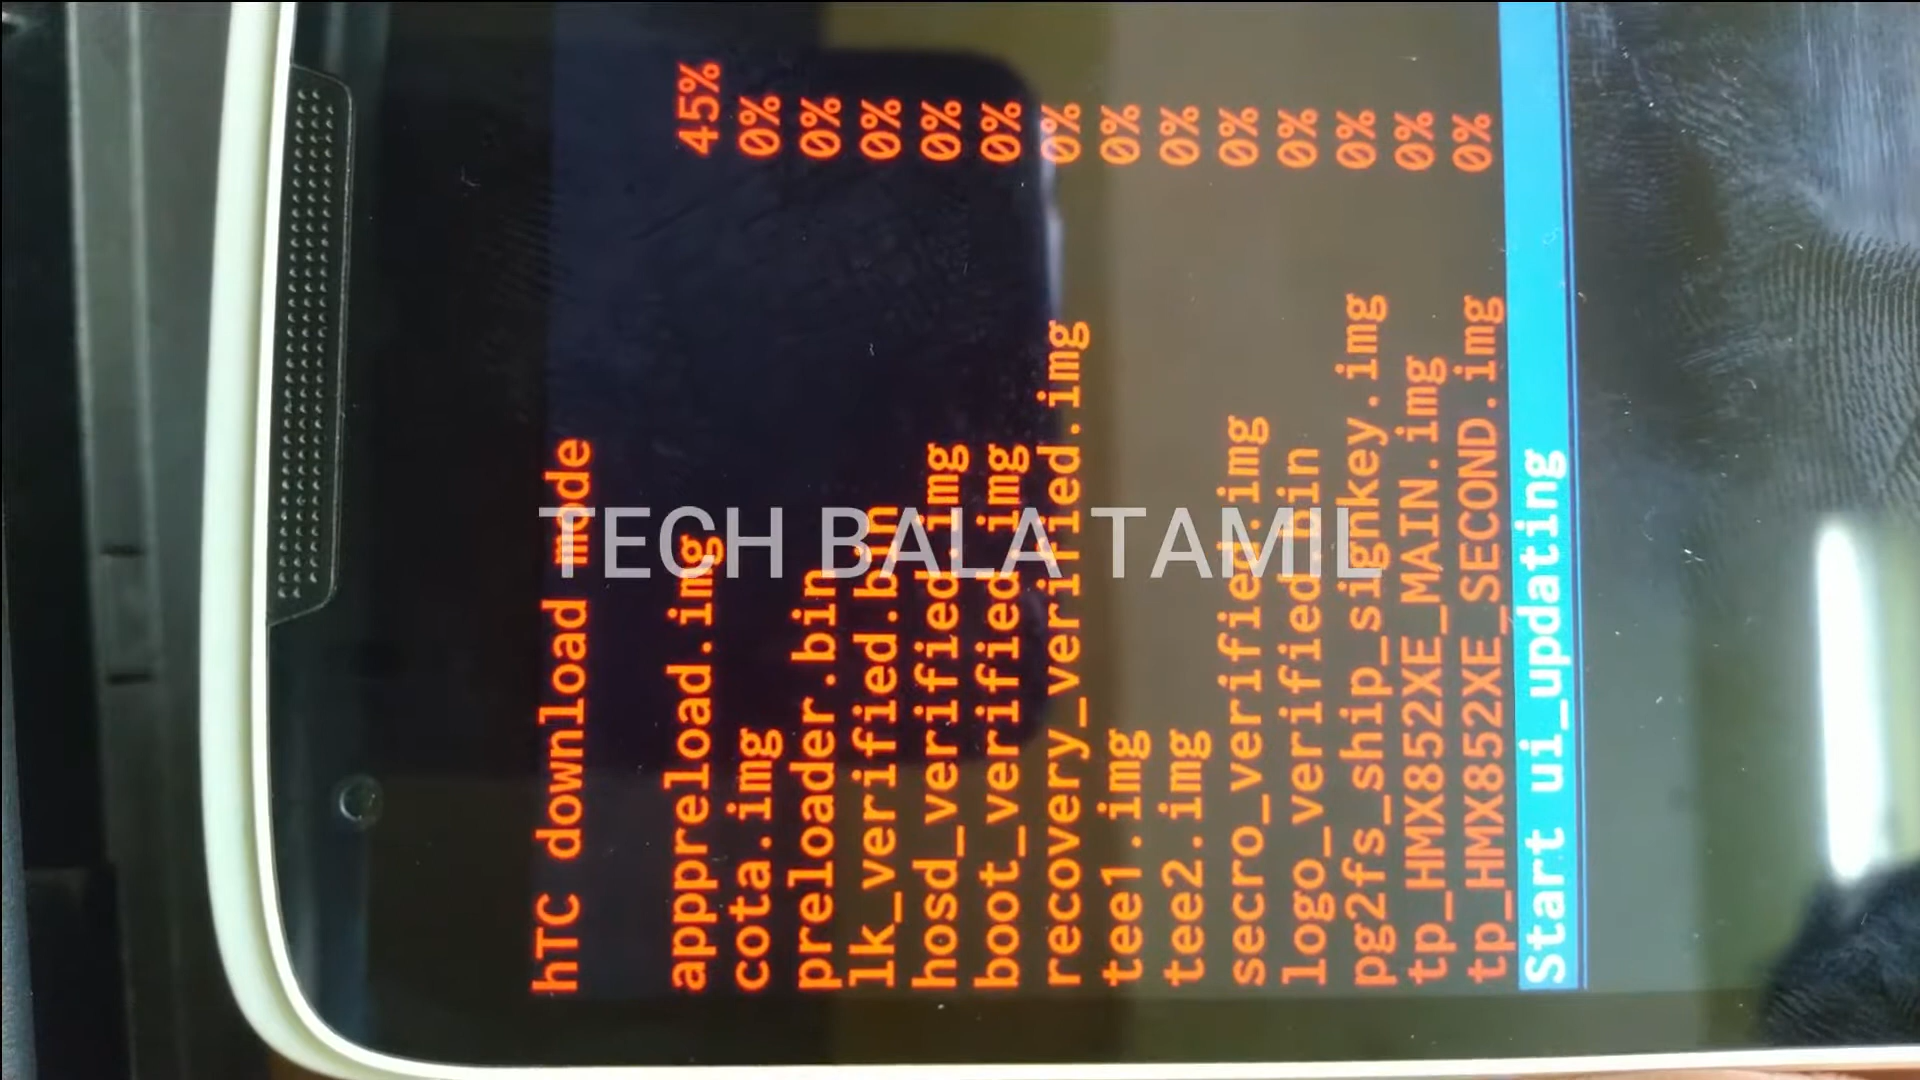 hTC download mode
apppreload.img 45%
cota.img 0%
preloader.bin 0%
lk_verified.bin 0%
hosd_verified.img 0%
boot_verified.img 0%
recovery_verified.img 0%
tee1.img 0%
tee2.img 0%
secro_verified.img 0%
logo_verified.bin 0%
pg2fs_ship_signkey.img 0%
tp_HMX852XE_MAIN.img 0%
tp_HMX852XE_SECOND.img 0%
Start ui_updating
TECH BALA TAMIL